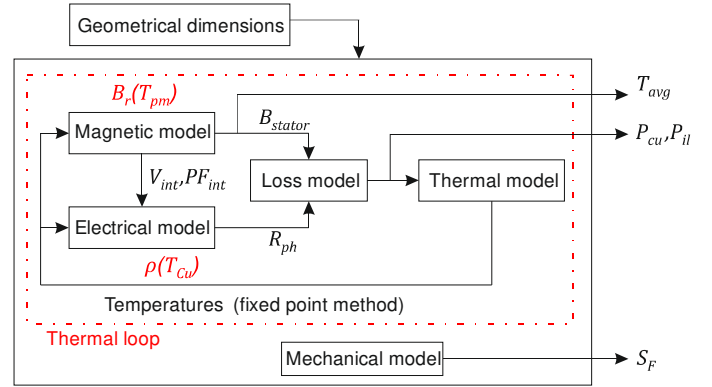 Geometrical dimensions
B_r(T_pm)
T_avg
Magnetic model
B_stator
P_cu,P_il
V_int,PF_int
Loss model
Thermal model
Electrical model
R_ph
ρ(T_Cu)
Temperatures (fixed point method)
Thermal loop
Mechanical model
S_F